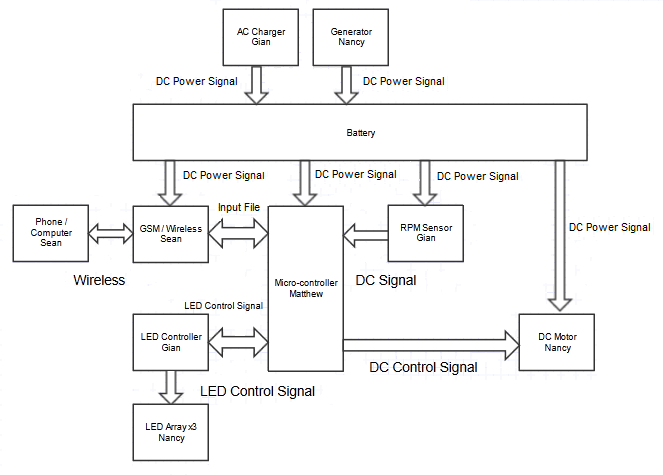 AC Charger
Gian
Generator
Nancy
DC Power Signal
DC Power Signal
Battery
DC Power Signal
DC Power Signal
DC Power Signal
DC Power Signal
Input File
Phone /
Computer
Sean
GSM / Wireless
Sean
RPM Sensor
Gian
Wireless
Micro-controller
Matthew
DC Signal
LED Control Signal
LED Controller
Gian
DC Motor
Nancy
DC Control Signal
LED Control Signal
LED Array x3
Nancy